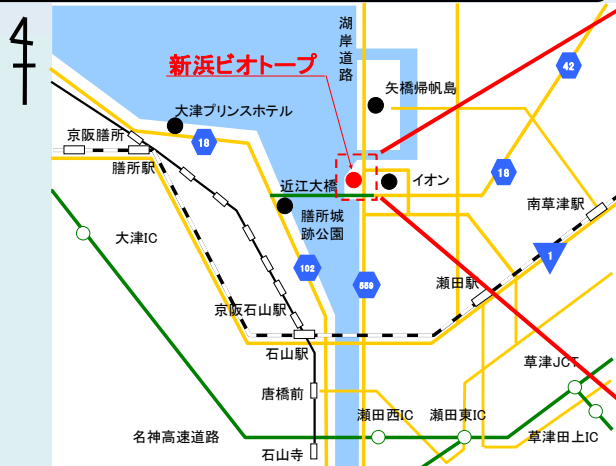 湖岸道路
新浜ビオトープ
42
矢橋帰帆島
大津プリンスホテル
京阪膳所
18
膳所駅
イオン
18
近江大橋
南草津駅
膳所城
跡公園
大津IC
1
102
559
瀬田駅
京阪石山駅
石山駅
草津JCT
唐橋前
瀬田西IC
瀬田東IC
名神高速道路
草津田上IC
石山寺